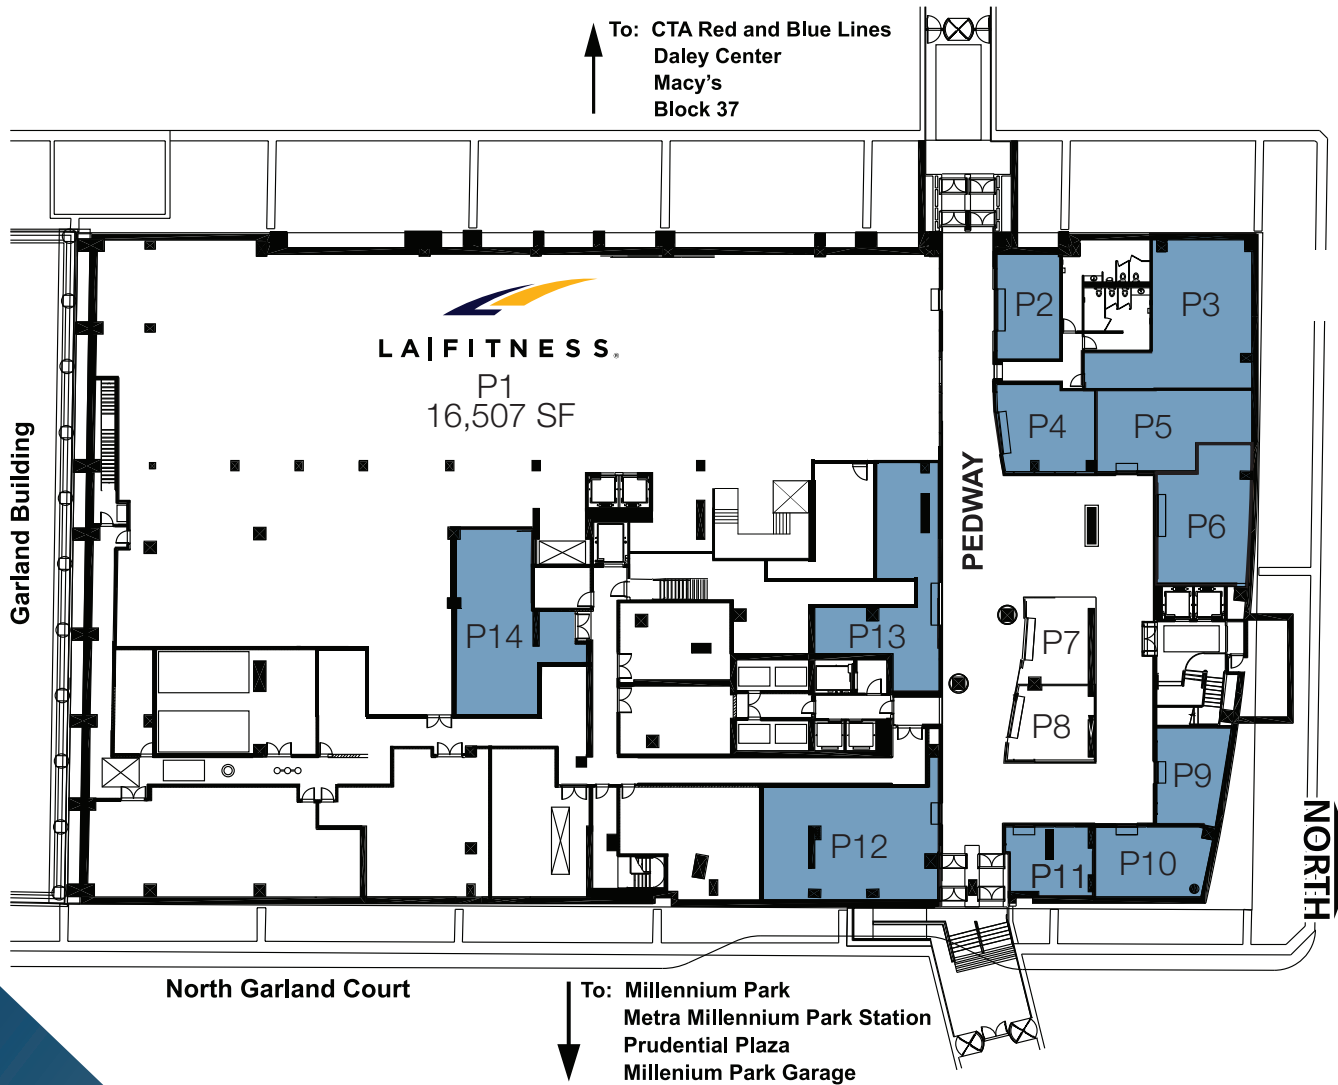 To: CTA Red and Blue Lines
Daley Center
Macy's
Block 37
LA|FITNESS®
P1
16,507 SF
P2
P3
P4
P5
P6
P7
P8
P9
P10
P11
P12
P13
P14
PEDWAY
Garland Building
NORTH
North Garland Court
To: Millennium Park
Metra Millennium Park Station
Prudential Plaza
Millenium Park Garage